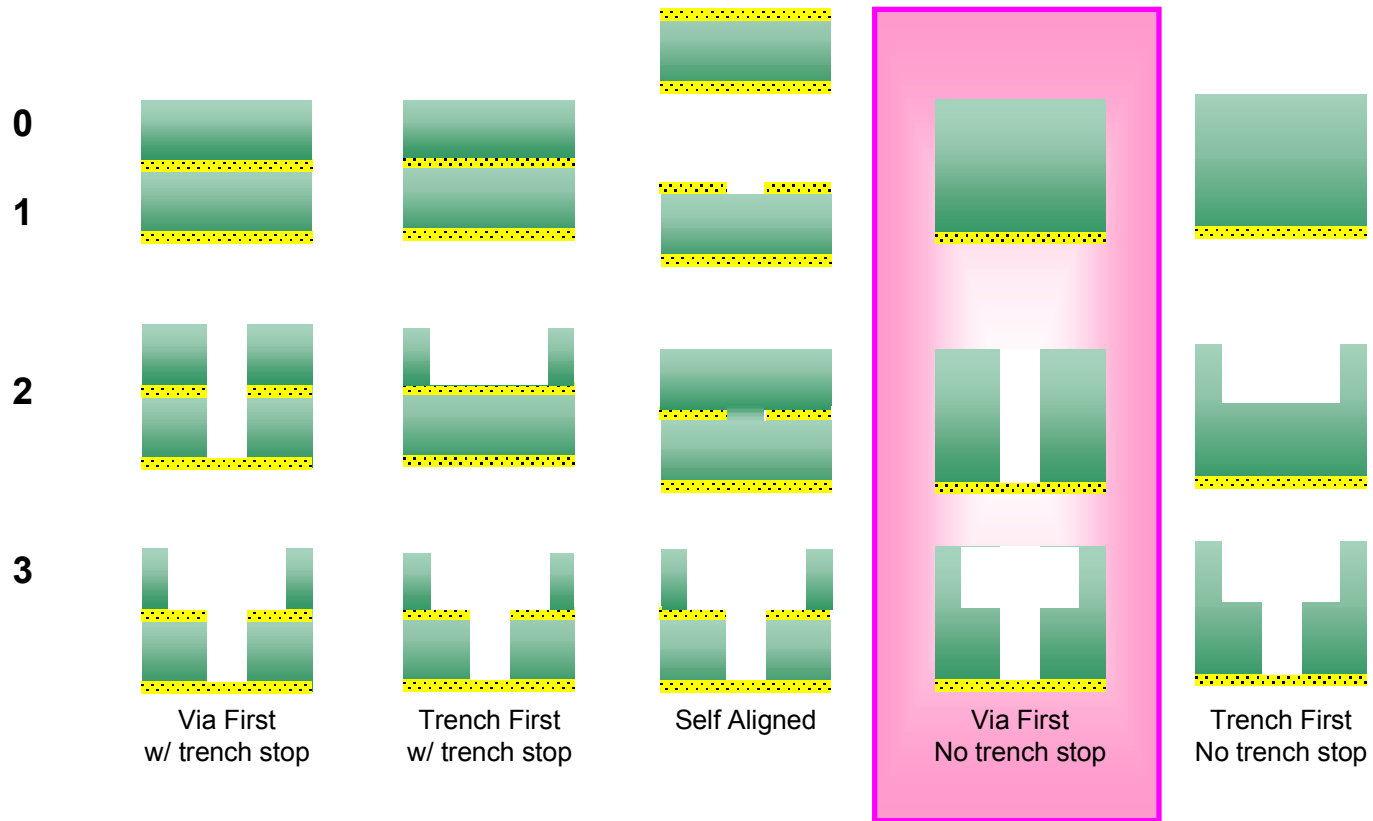 0
1
2
3
Via First
w/ trench stop
Trench First
w/ trench stop
Self Aligned
Via First
No trench stop
Trench First
No trench stop